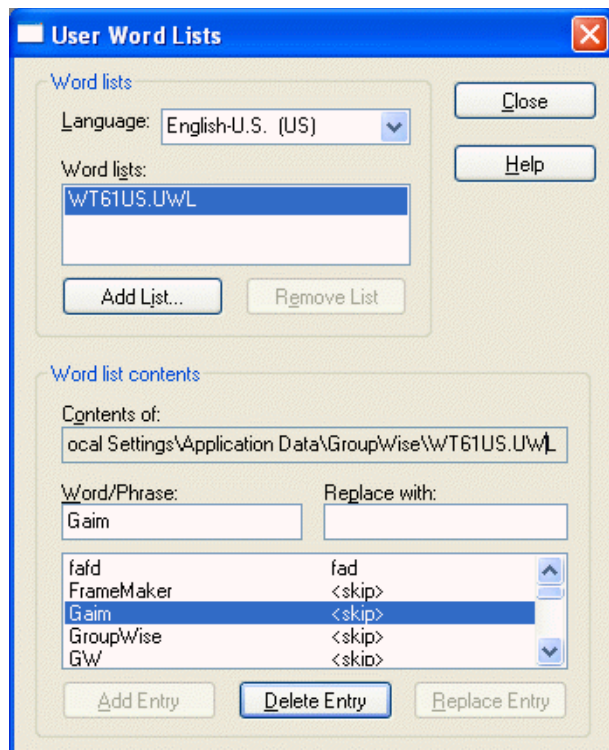 User Word Lists
Word lists
Language: English-U.S. (US)
Close
Word lists:
Help
WT61US.UWL
Add List... Remove List
Word list contents
Contents of:
ocal Settings\Application Data\GroupWise\WT61US.UWL
Word/Phrase: Replace with:
Gaim
fafd fad
FrameMaker <skip>
Gaim <skip>
GroupWise <skip>
GW <skip>
Add Entry Delete Entry Replace Entry